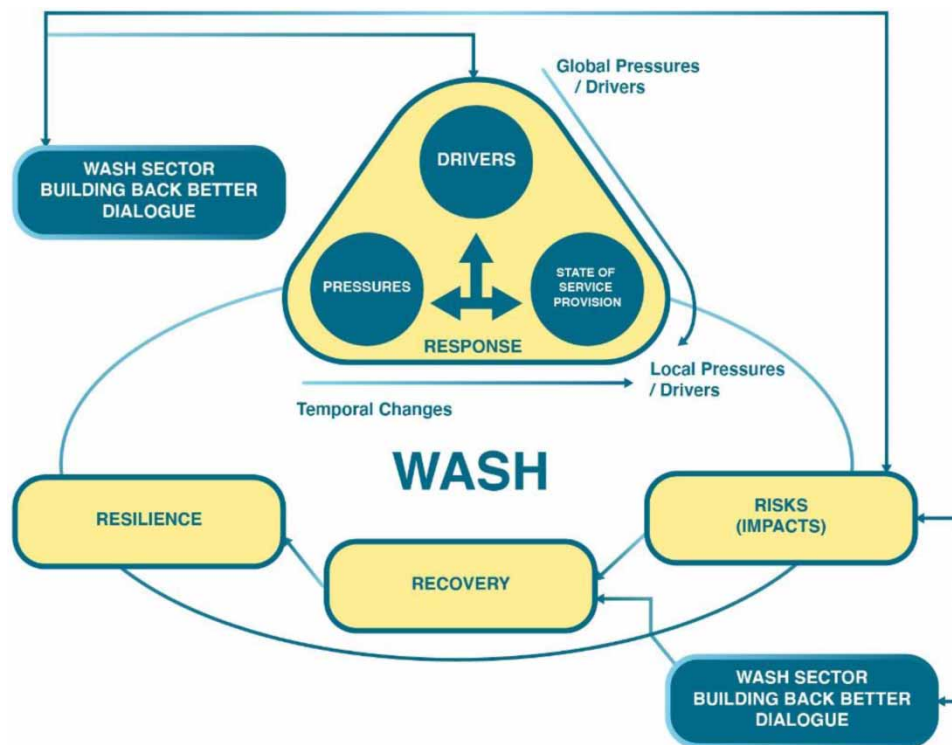 Global Pressures
/ Drivers
DRIVERS
WASH SECTOR
BUILDING BACK BETTER
DIALOGUE
PRESSURES
STATE OF
SERVICE
PROVISION
RESPONSE
Local Pressures
/ Drivers
Temporal Changes
WASH
RESILIENCE
RISKS
(IMPACTS)
RECOVERY
WASH SECTOR
BUILDING BACK BETTER
DIALOGUE